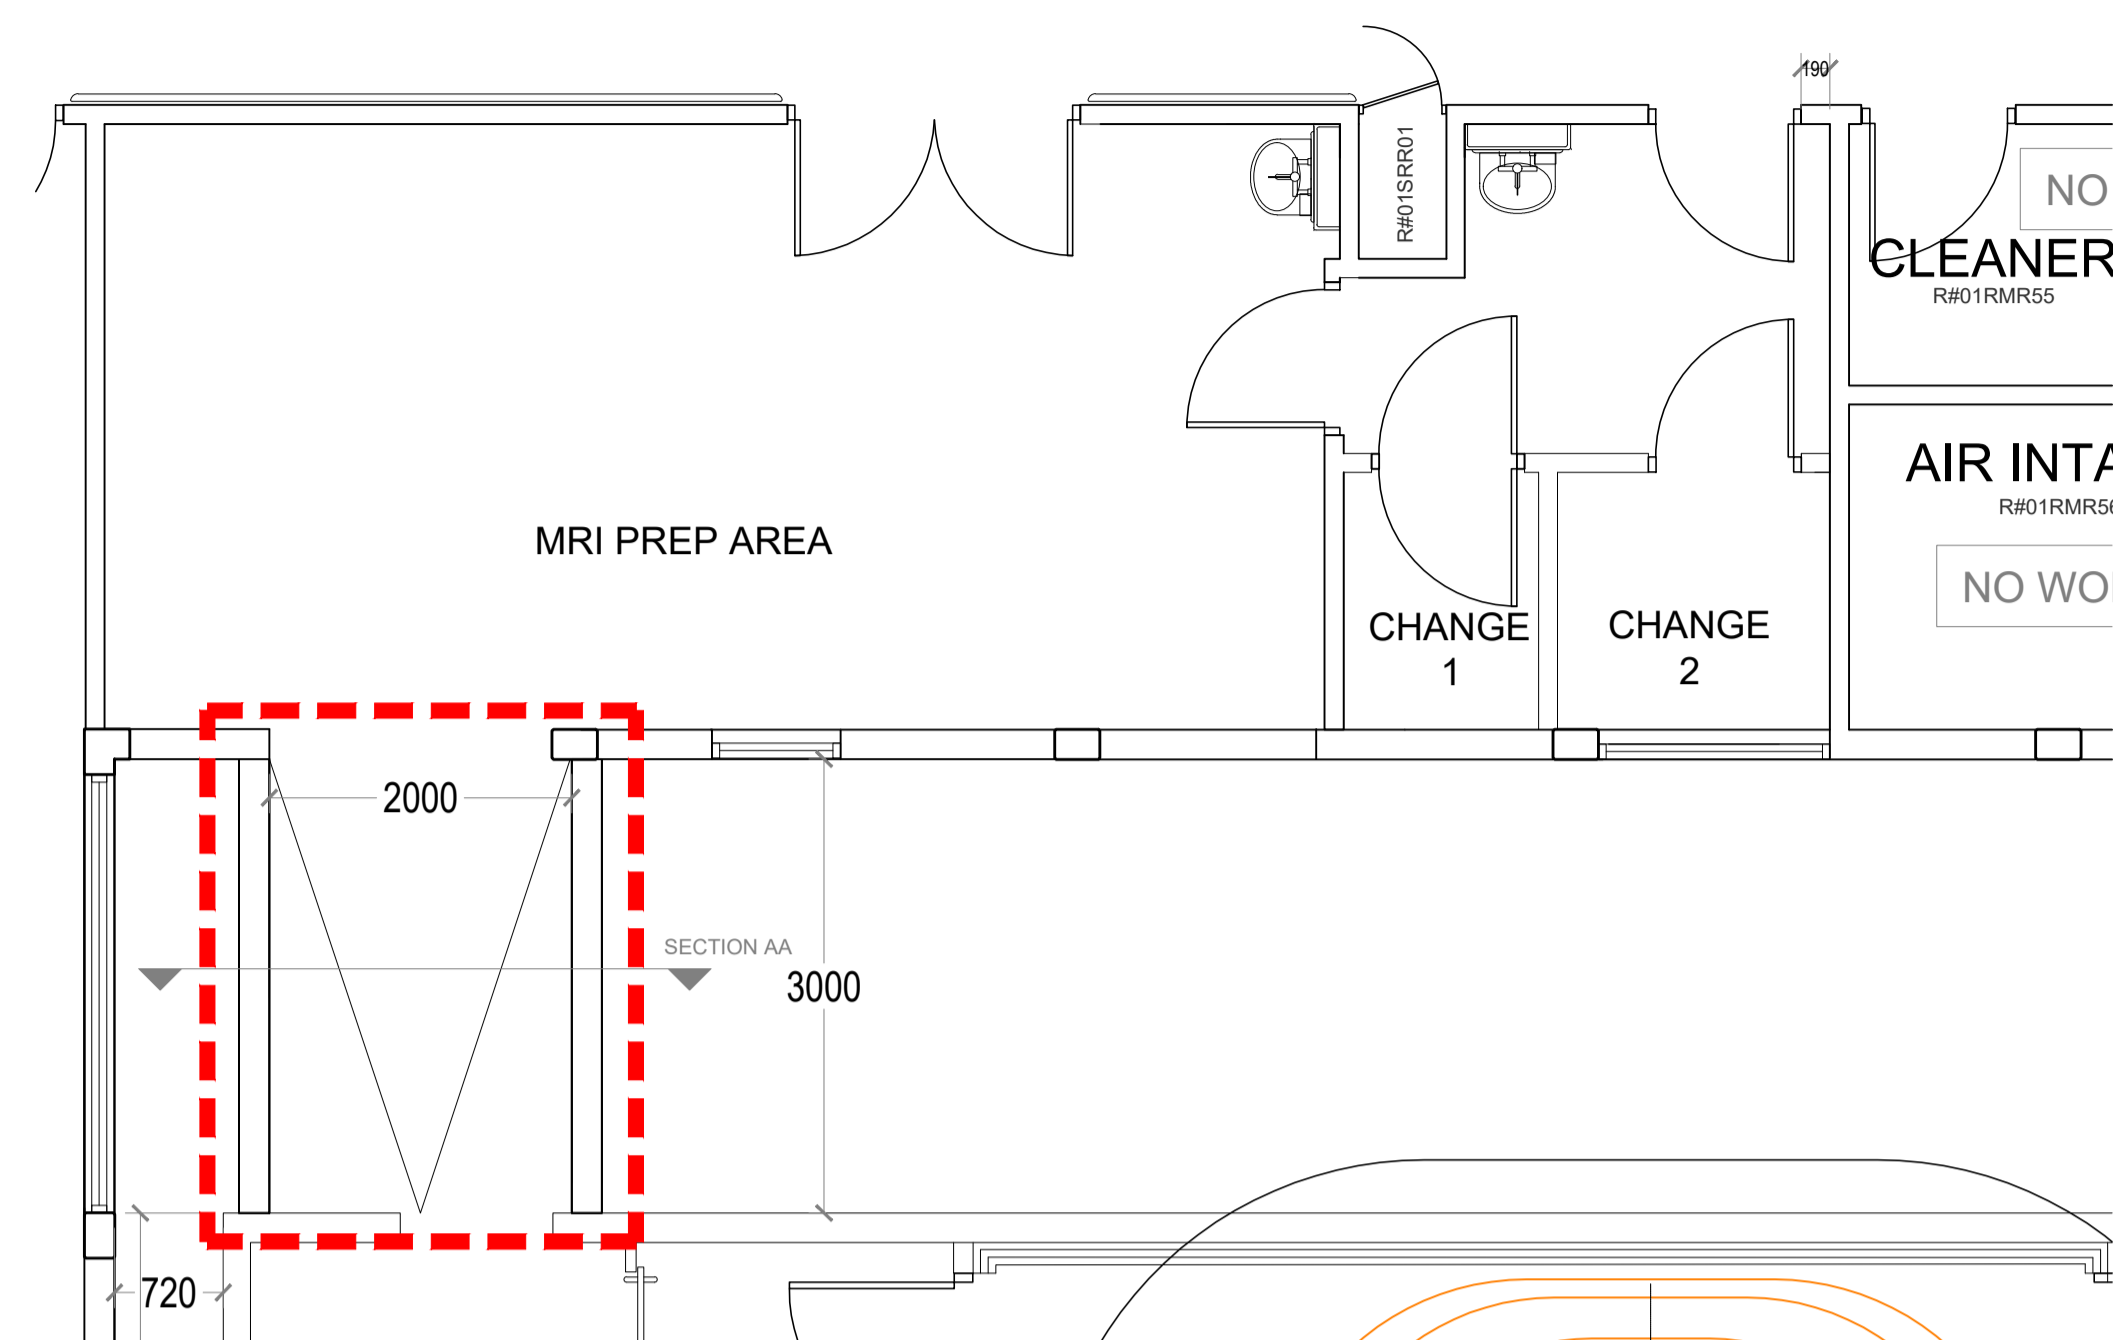 190
R#01SRR01
NO
CLEANER
R#01RMR55
AIR INTA
R#01RMR56
NO WO
MRI PREP AREA
CHANGE
1
CHANGE
2
2000
SECTION AA
3000
720